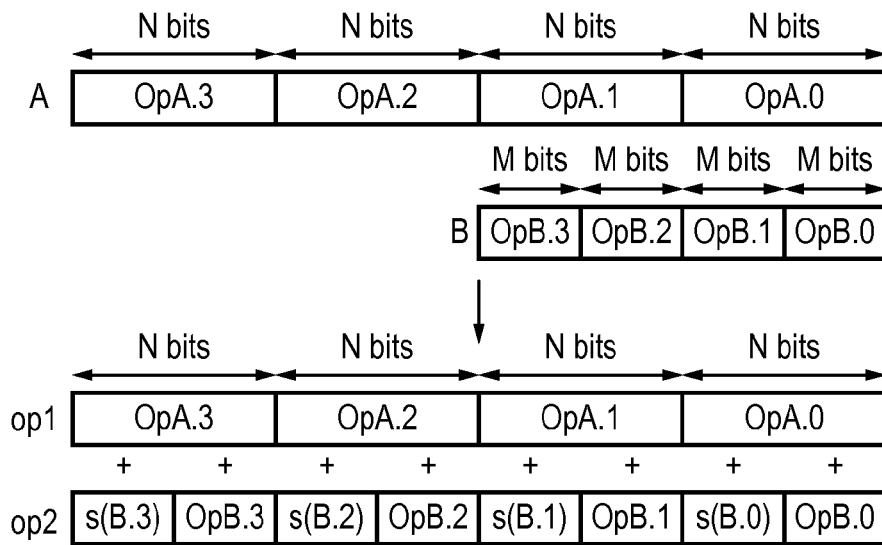 N bits N bits N bits N bits
A OpA.3 OpA.2 OpA.1 OpA.0
M bits M bits M bits M bits
B OpB.3 OpB.2 OpB.1 OpB.0
N bits N bits N bits N bits
op1 OpA.3 OpA.2 OpA.1 OpA.0
+ + + + + + + +
op2 s(B.3) OpB.3 s(B.2) OpB.2 s(B.1) OpB.1 s(B.0) OpB.0